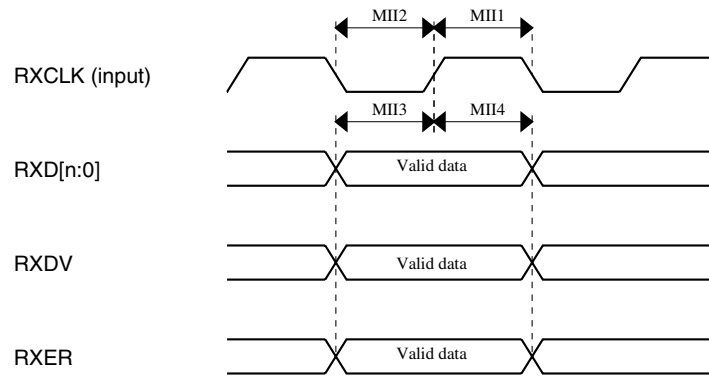 MII2 MII1
RXCLK (input)
MII3 MII4
RXD[n:0] Valid data
RXDV Valid data
RXER Valid data